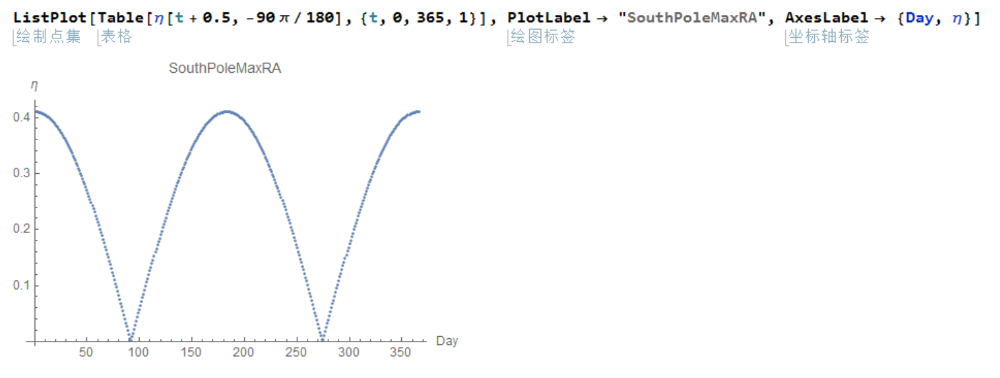 ListPlot[Table[η[t + 0.5, -90 π / 180], {t, 0, 365, 1}], PlotLabel → "SouthPoleMaxRA", AxesLabel → {Day, η}]
绘制点集 表格 绘图标签 坐标轴标签
SouthPoleMaxRA
η
0.4
0.3
0.2
0.1
Day
50 100 150 200 250 300 350